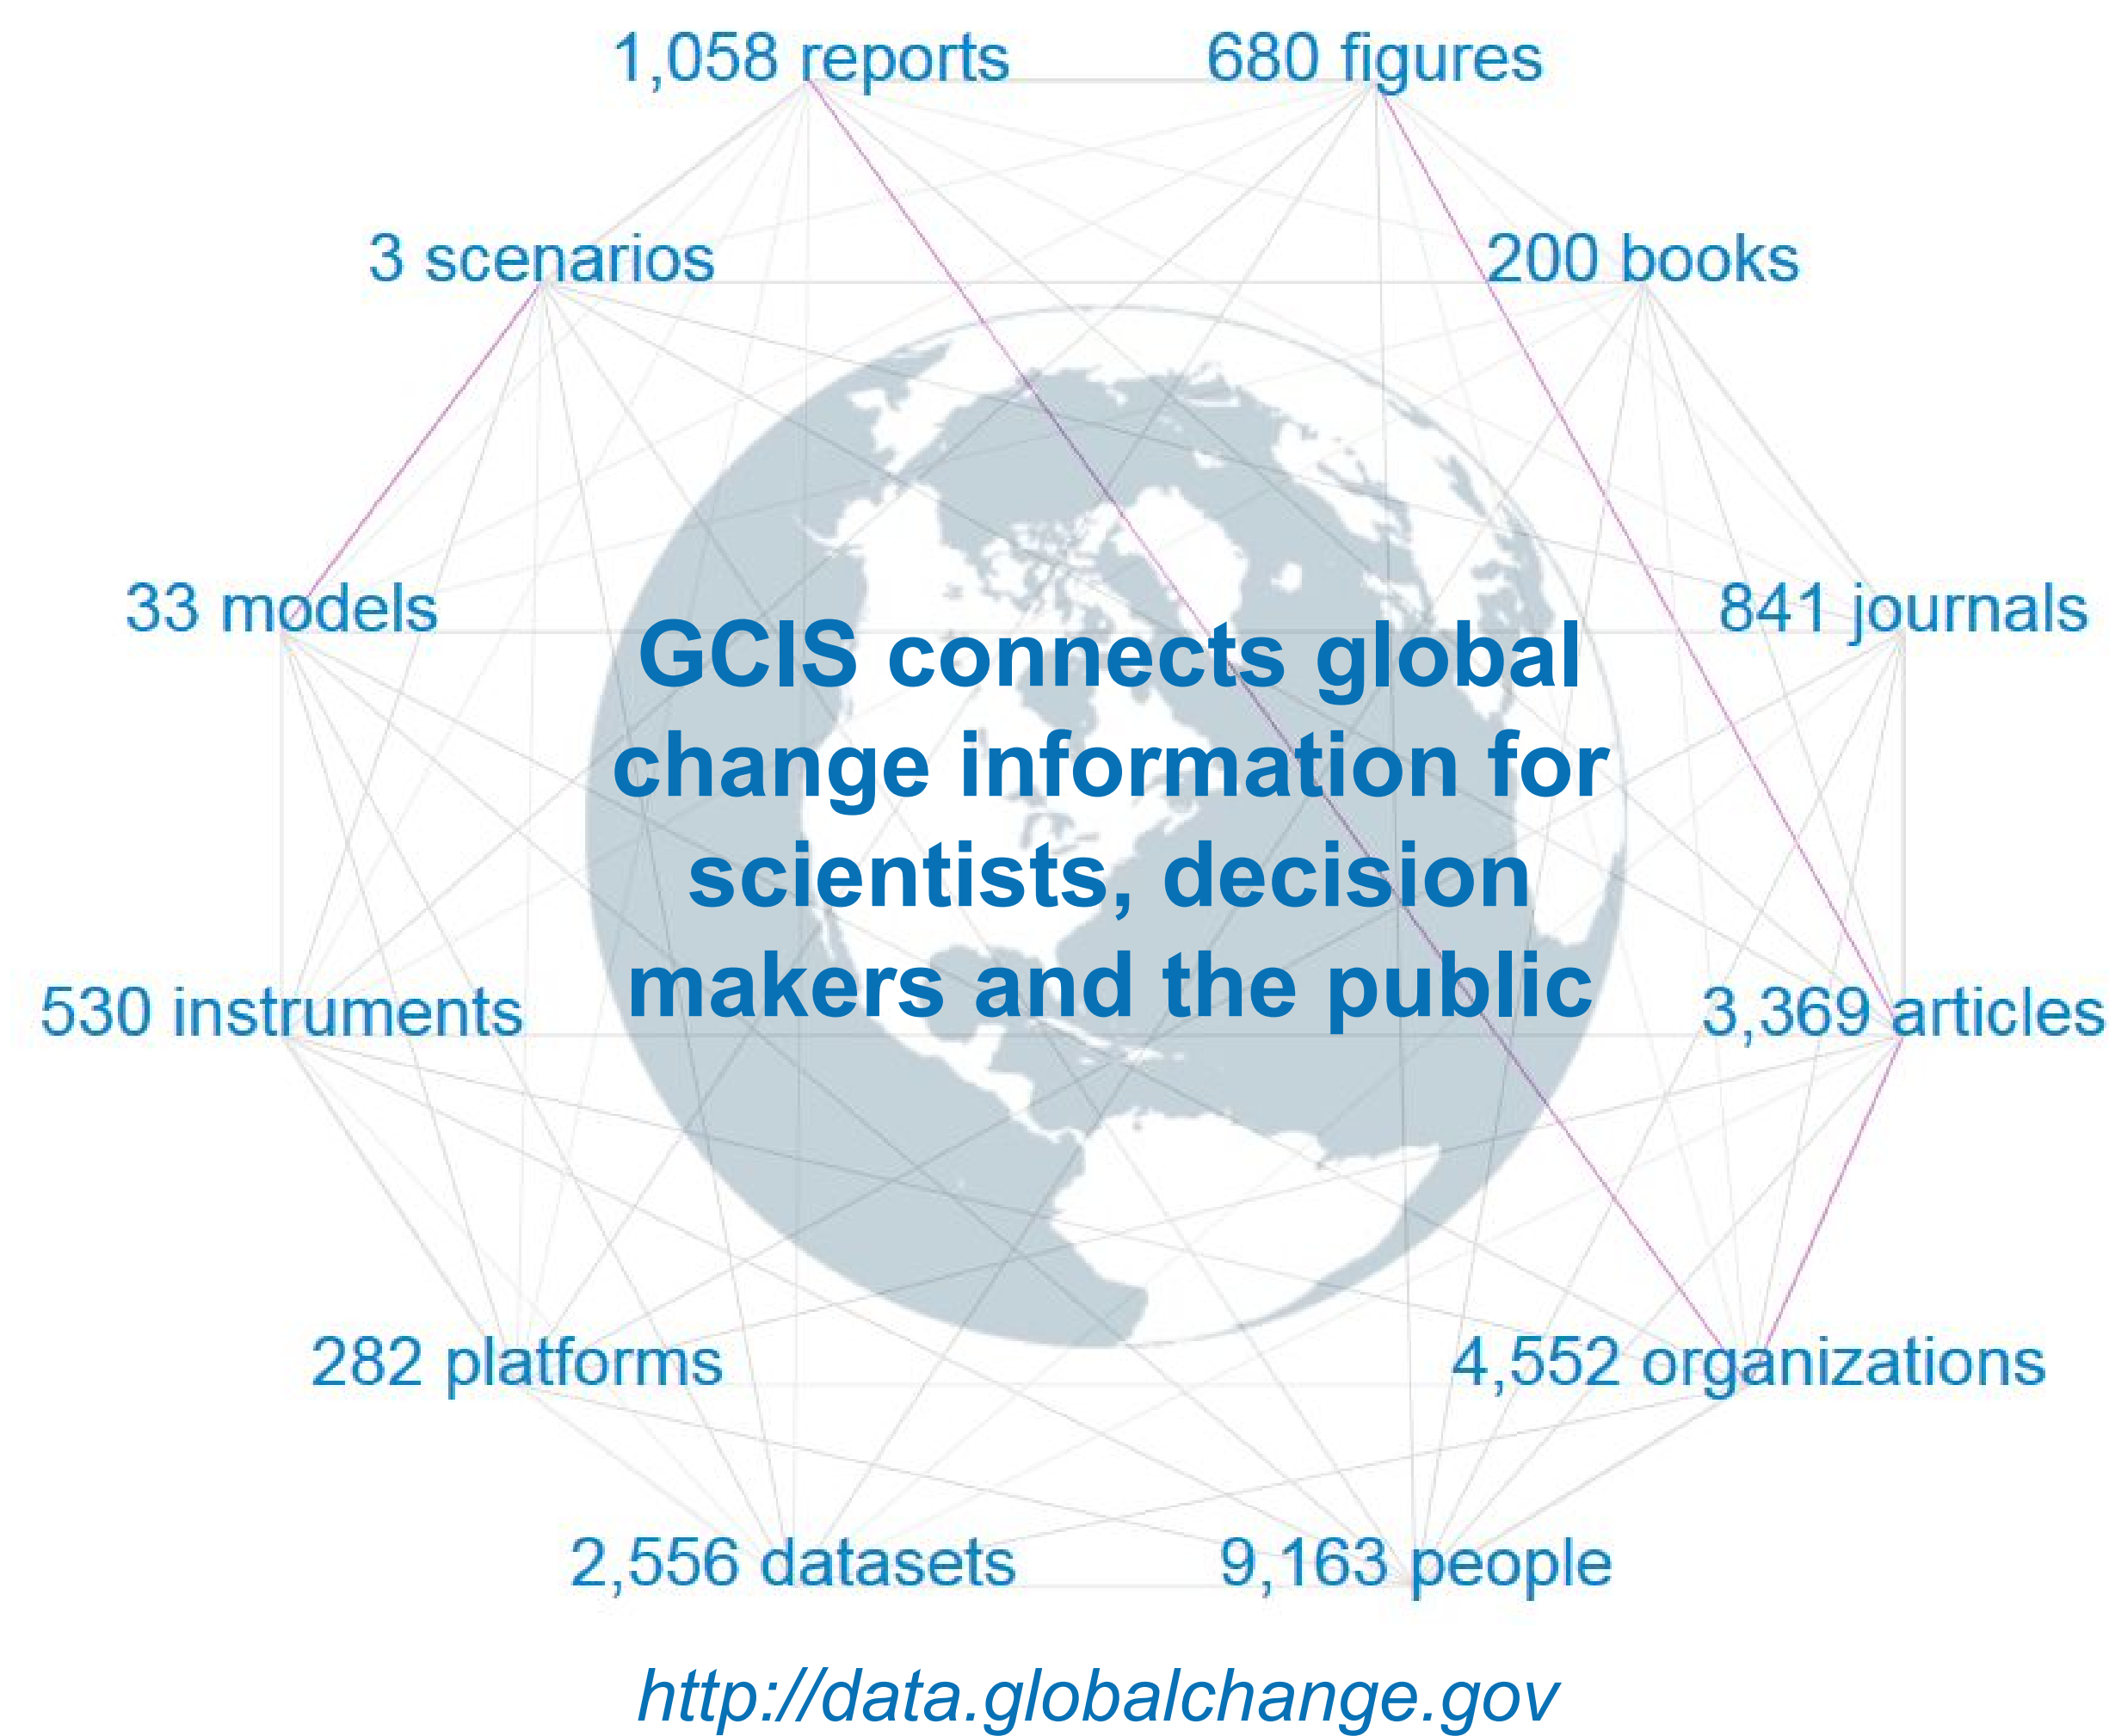 1,058 reports
680 figures
3 scenarios
200 books
33 models
841 journals
GCIS connects global
change information for
scientists, decision
makers and the public
530 instruments
3,369 articles
282 platforms
4,552 organizations
2,556 datasets
9,163 people
http://data.globalchange.gov